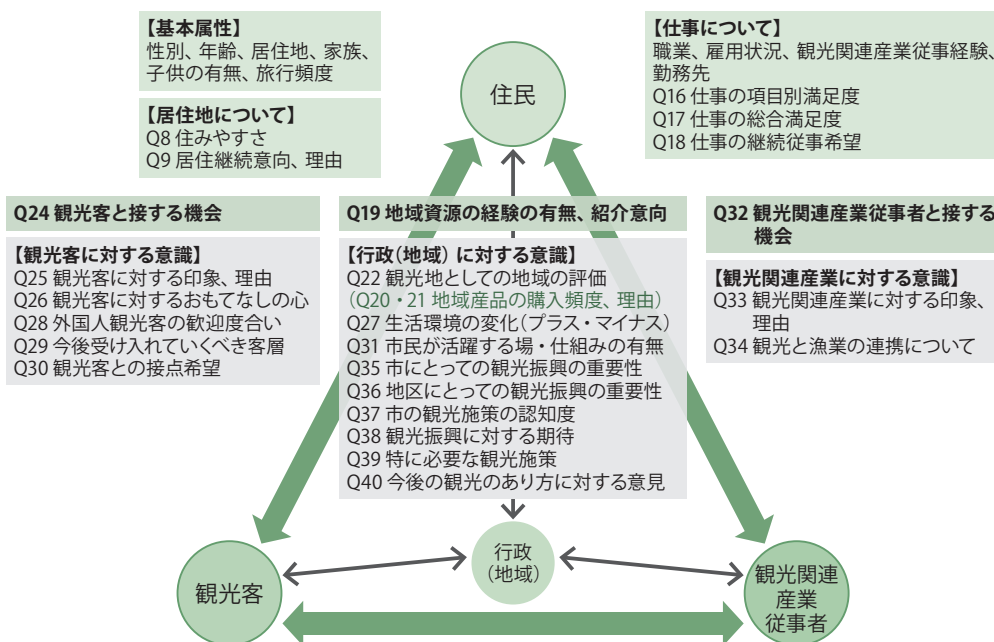 【基本属性】
性別、年齢、居住地、家族、
子供の有無、旅行頻度
【居住地について】
Q8 住みやすさ
Q9 居住継続意向、理由
住民
【仕事について】
職業、雇用状況、観光関連産業従事経験、
勤務先
Q16 仕事の項目別満足度
Q17 仕事の総合満足度
Q18 仕事の継続従事希望
Q24 観光客と接する機会
【観光客に対する意識】
Q25 観光客に対する印象、理由
Q26 観光客に対するおもてなしの心
Q28 外国人観光客の歓迎度合い
Q29 今後受け入れていくべき客層
Q30 観光客との接点希望
Q19 地域資源の経験の有無、紹介意向
【行政(地域) に対する意識】
Q22 観光地としての地域の評価
(Q20・21 地域産品の購入頻度、理由)
Q27 生活環境の変化(プラス・マイナス)
Q31 市民が活躍する場・仕組みの有無
Q35 市にとっての観光振興の重要性
Q36 地区にとっての観光振興の重要性
Q37 市の観光施策の認知度
Q38 観光振興に対する期待
Q39 特に必要な観光施策
Q40 今後の観光のあり方に対する意見
Q32 観光関連産業従事者と接する
機会
【観光関連産業に対する意識】
Q33 観光関連産業に対する印象、
理由
Q34 観光と漁業の連携について
観光客
行政
(地域)
観光関連
産業
従事者